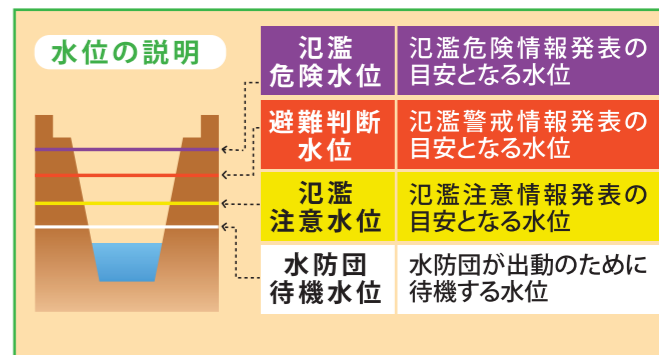 水位の説明
氾濫
危険水位
氾濫危険情報発表の
目安となる水位
避難判断
水位
氾濫警戒情報発表の
目安となる水位
氾濫
注意水位
氾濫注意情報発表の
目安となる水位
水防団
待機水位
水防団が出動のために
待機する水位